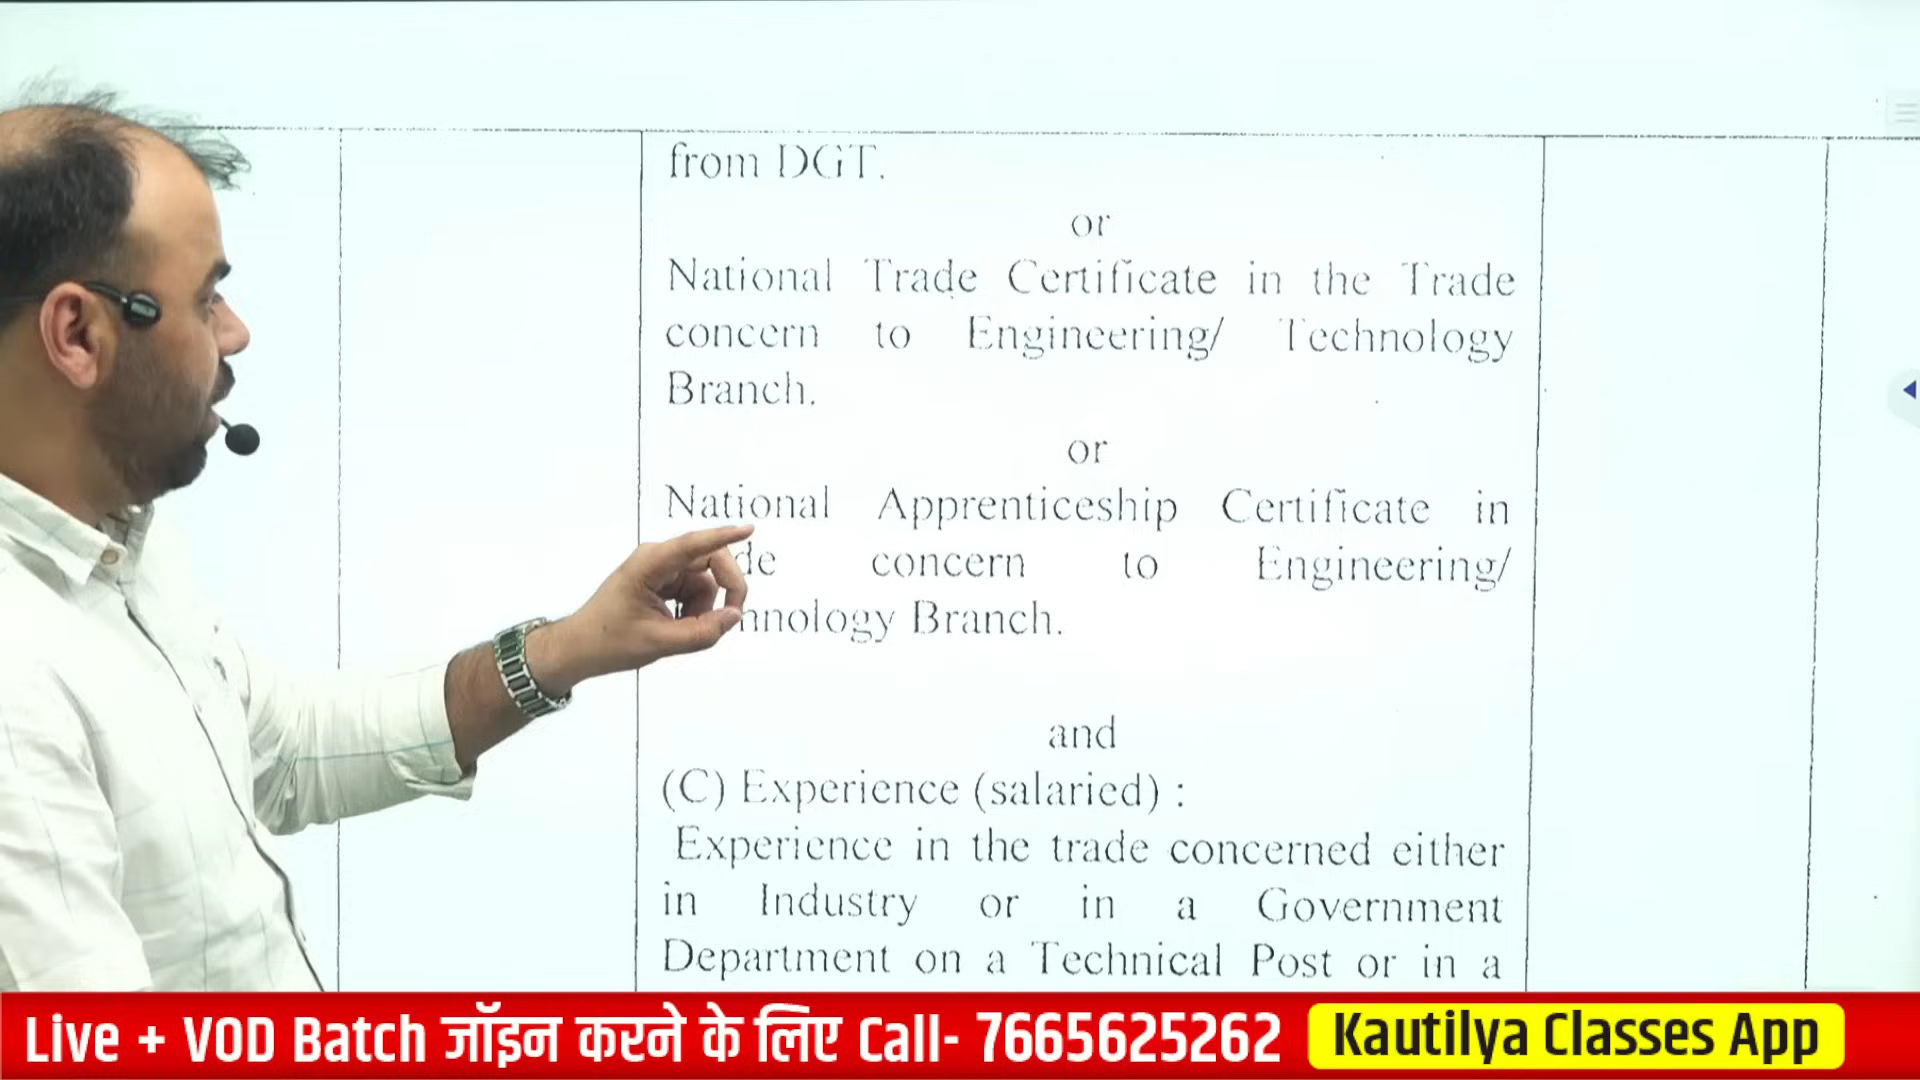 from DGT.
or
National Trade Certificate in the Trade
concern to Engineering/ Technology
Branch.
or
National Apprenticeship Certificate in
concern to Engineering/
Branch.
and
(C) Experience (salaried) :
Experience in the trade concerned either
in Industry or in a Government
Department on a Technical Post or in a
Live + VOD Batch जॉइन करने के लिए Call- 7665625262
Kautilya Classes App